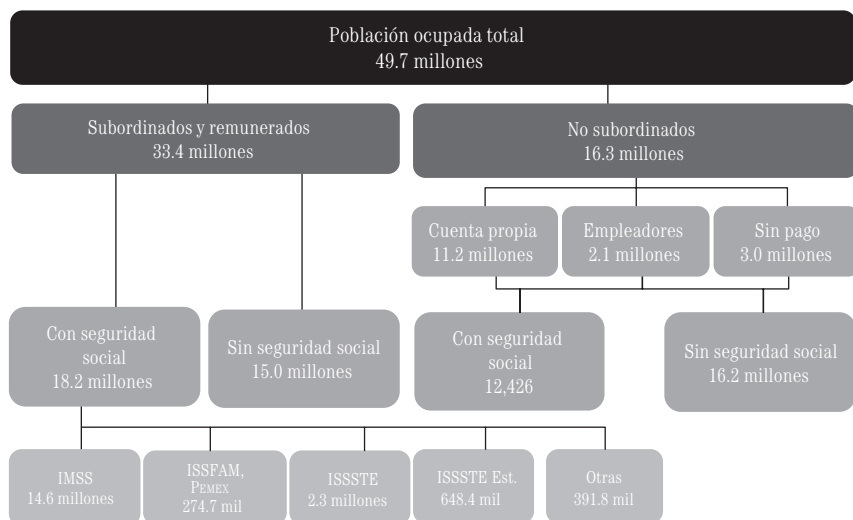 Población ocupada total
49.7 millones
Subordinados y remunerados
33.4 millones
No subordinados
16.3 millones
Cuenta propia
11.2 millones
Empleadores
2.1 millones
Sin pago
3.0 millones
Con seguridad
social
18.2 millones
Sin seguridad social
15.0 millones
Con seguridad
social
12,426
Sin seguridad social
16.2 millones
IMSS
14.6 millones
ISSFAM,
PEMEX
274.7 mil
ISSSTE
2.3 millones
ISSSTE Est.
648.4 mil
Otras
391.8 mil